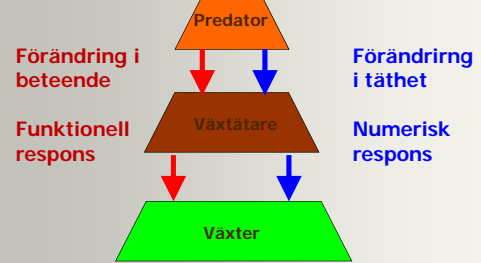 Predator
Förändring i
beteende
Förändrirng
i täthet
Funktionell
respons
Växtätare
Numerisk
respons
Växter